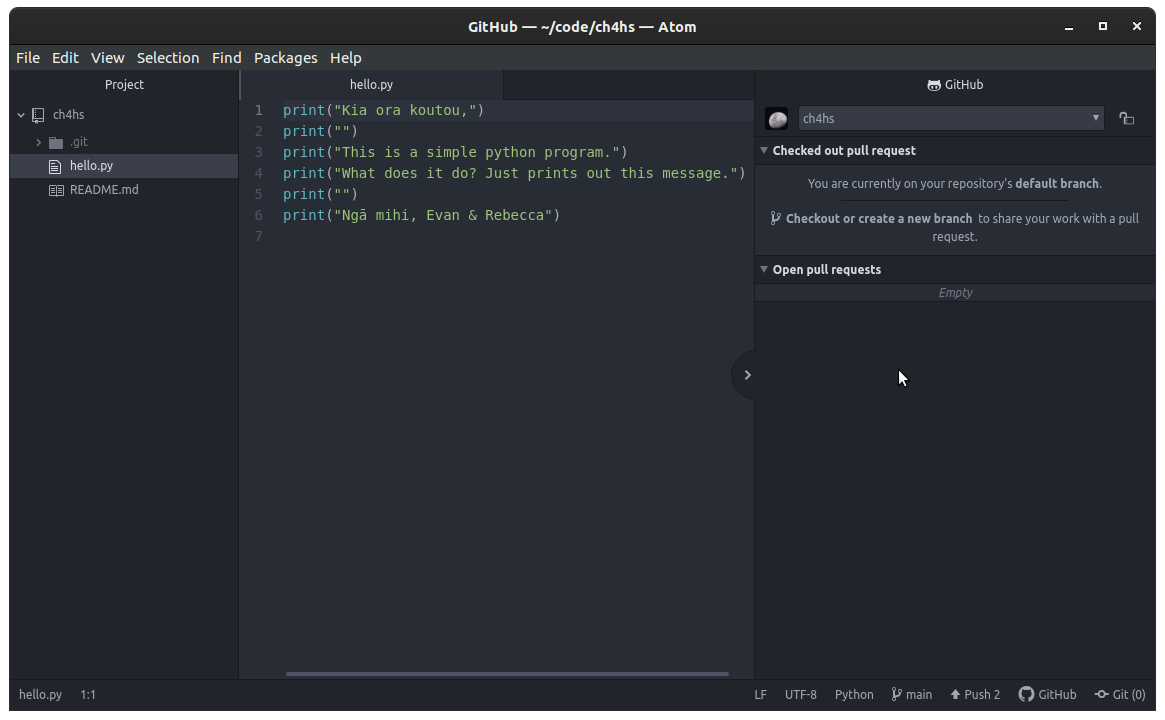 GitHub — ~/code/ch4hs — Atom
File Edit View Selection Find Packages Help
Project
ch4hs
.git
hello.py
README.md
hello.py
1 print("Kia ora koutou,")
2 print("")
3 print("This is a simple python program.")
4 print("What does it do? Just prints out this message.")
5 print("")
6 print("Ngā mihi, Evan & Rebecca")
7
GitHub
ch4hs
Checked out pull request
You are currently on your repository's default branch.
Checkout or create a new branch to share your work with a pull
request.
Open pull requests
Empty
hello.py 1:1 LF UTF-8 Python main Push 2 GitHub Git (0)